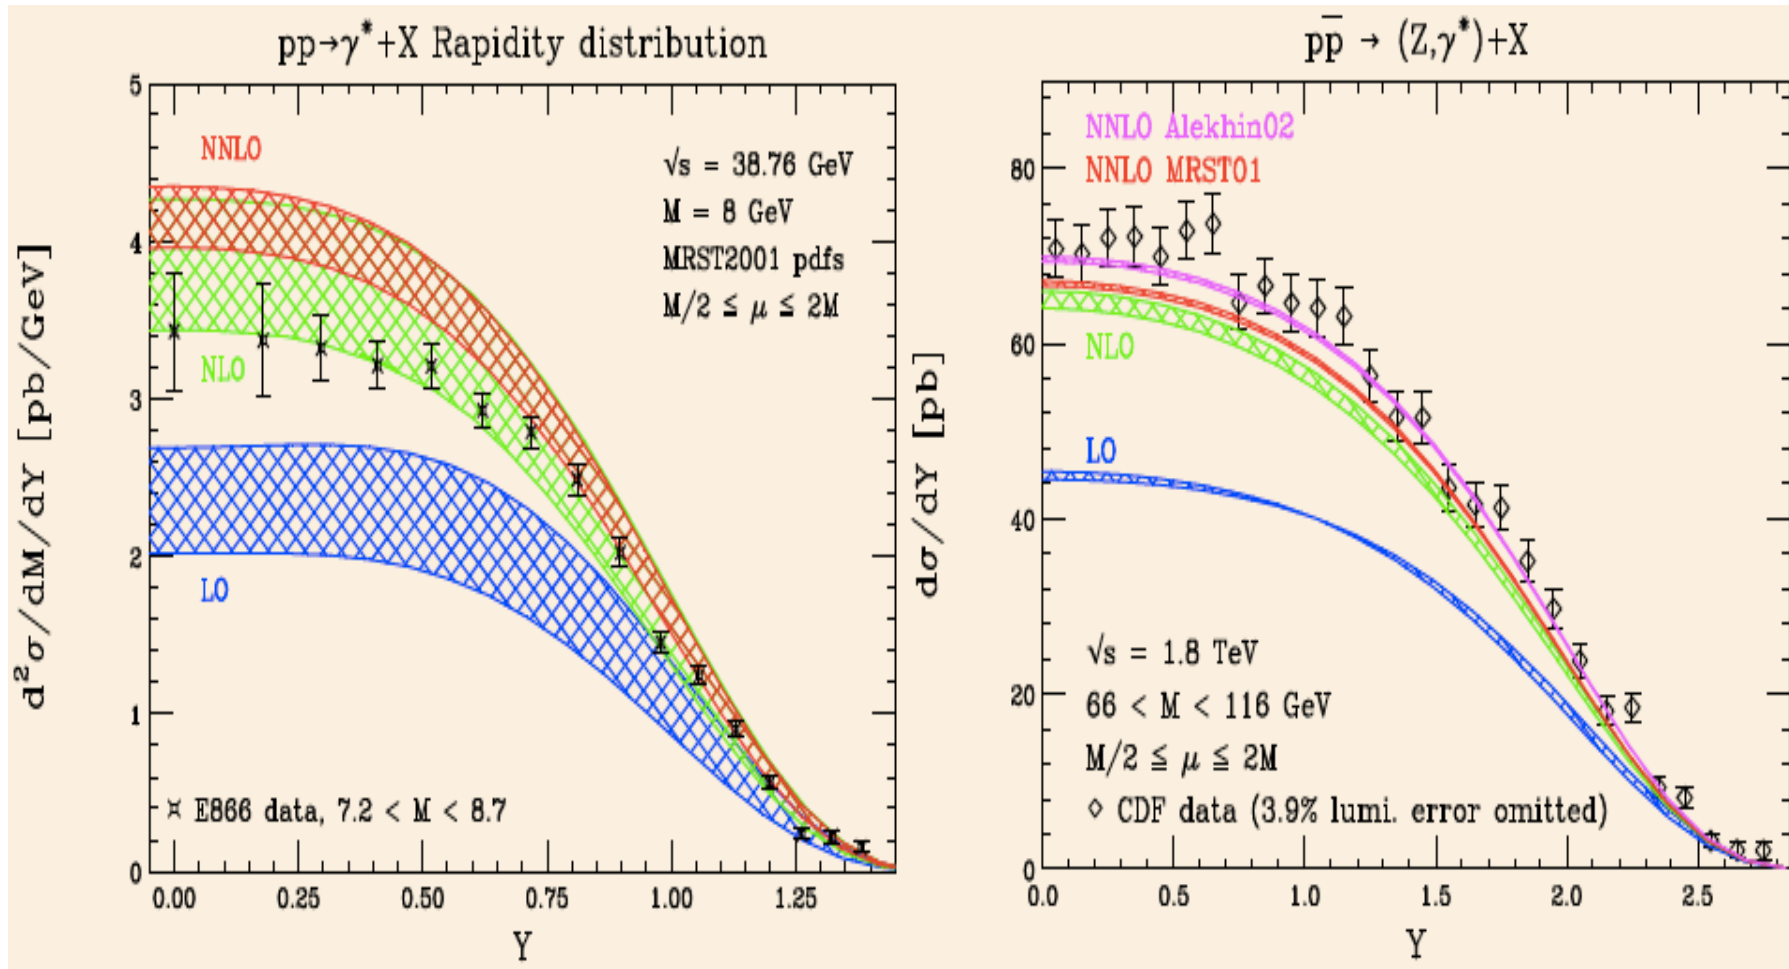 pp→γ*+X Rapidity distribution
d²σ/dM/dY [pb/GeV]
5
4
3
2
1
0
NNLO
NLO
LO
√s = 38.76 GeV
M = 8 GeV
MRST2001 pdfs
M/2 ≤ μ ≤ 2M
¤ E866 data, 7.2 < M < 8.7
0.00 0.25 0.50 0.75 1.00 1.25
Y
pp̅ → (Z,γ*)+X
dσ/dY [pb]
80
60
40
20
0
NNLO Alekhin02
NNLO MRST01
NLO
LO
√s = 1.8 TeV
66 < M < 116 GeV
M/2 ≦ μ ≦ 2M
◇ CDF data (3.9% lumi. error omitted)
0.0 0.5 1.0 1.5 2.0 2.5
Y